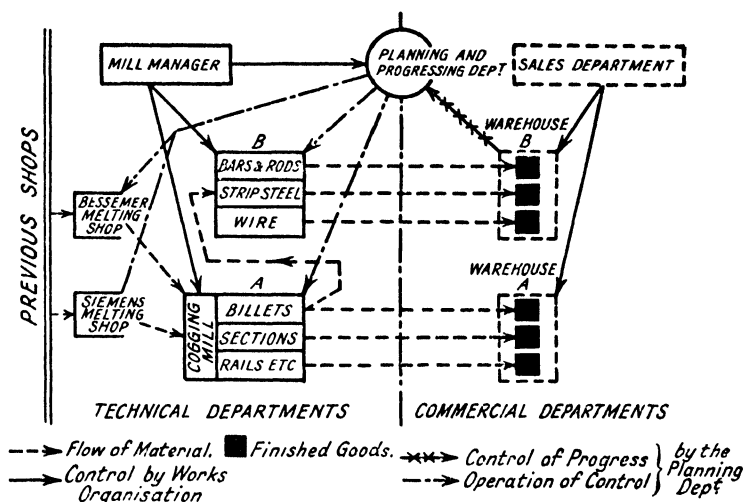 MILL MANAGER
PLANNING AND
PROGRESSING DEPT
SALES DEPARTMENT
WAREHOUSE
B
B
BARS & RODS
STRIP STEEL
WIRE
PREVIOUS SHOPS
BESSEMER
MELTING
SHOP
SIEMENS
MELTING
SHOP
A
COGGING
MILL
BILLETS
SECTIONS
RAILS ETC
WAREHOUSE
A
TECHNICAL DEPARTMENTS
COMMERCIAL DEPARTMENTS
Flow of Material.
Finished Goods.
Control by Works
Organisation
Control of Progress
Operation of Control
by the
Planning
Dept.